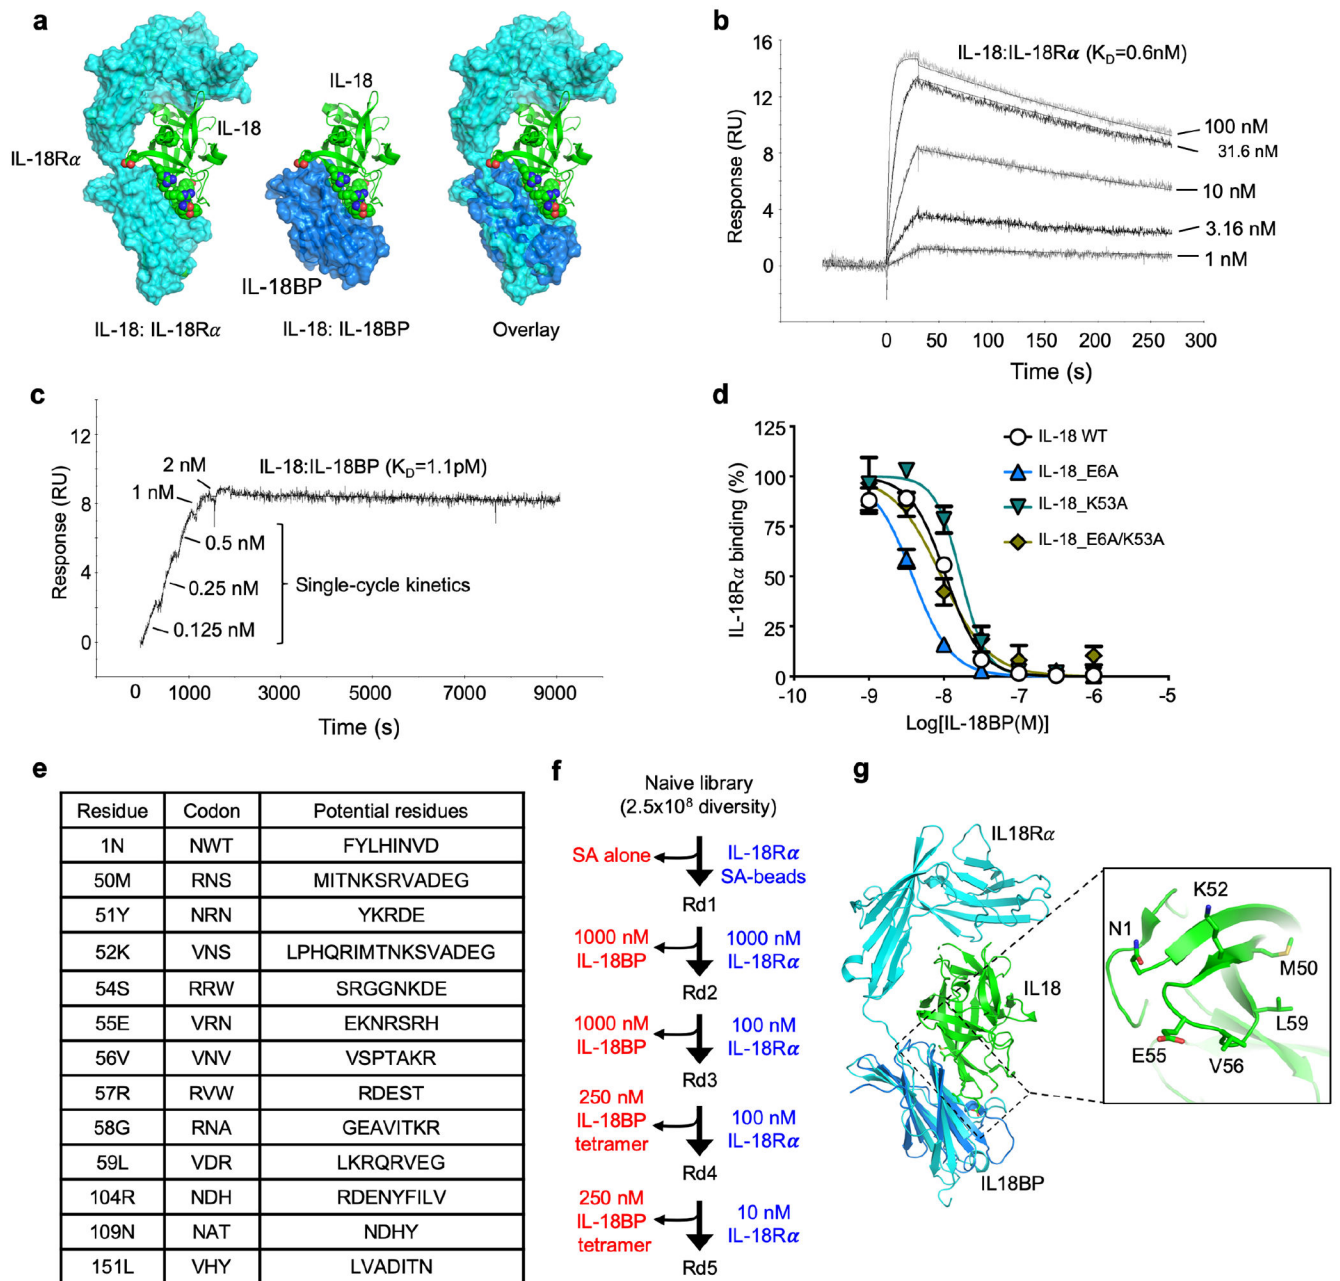 a
IL-18
IL-18
IL-18Rα
IL-18BP
IL-18: IL-18Rα
IL-18: IL-18BP
Overlay
b
IL-18:IL-18Rα (KD=0.6nM)
Response (RU)
16
12
8
4
0
100 nM
31.6 nM
10 nM
3.16 nM
1 nM
0 50 100 150 200 250 300
Time (s)
c
IL-18:IL-18BP (KD=1.1pM)
Response (RU)
12
8
4
0
2 nM
1 nM
0.5 nM
0.25 nM
0.125 nM
Single-cycle kinetics
0 1000 3000 5000 7000 9000
Time (s)
d
IL-18Rα binding (%)
125
100
75
50
25
0
IL-18 WT
IL-18_E6A
IL-18_K53A
IL-18_E6A/K53A
-10 -9 -8 -7 -6 -5
Log[IL-18BP(M)]
e
Residue Codon Potential residues
1N NWT FYLHINVD
50M RNS MITNKSRVADEG
51Y NRN YKRDE
52K VNS LPHQRIMTNKSVADEG
54S RRW SRGGNKDE
55E VRN EKNRSRH
56V VNV VSPTAKR
57R RVW RDEST
58G RNA GEAVITKR
59L VDR LKRQRVEG
104R NDH RDENYFILV
109N NAT NDHY
151L VHY LVADITN
f
Naive library
(2.5x10⁸ diversity)
SA alone
IL-18Rα
SA-beads
Rd1
1000 nM
IL-18BP
1000 nM
IL-18Rα
Rd2
1000 nM
IL-18BP
100 nM
IL-18Rα
Rd3
250 nM
IL-18BP
tetramer
100 nM
IL-18Rα
Rd4
250 nM
IL-18BP
tetramer
10 nM
IL-18Rα
Rd5
g
IL18Rα
IL18
IL18BP
K52
N1
M50
L59
E55
V56